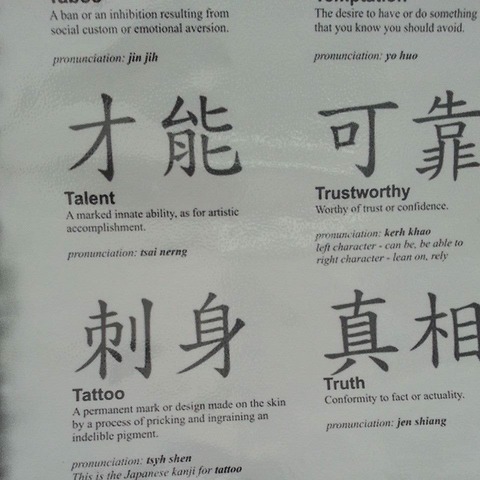 Taboo
A ban or an inhibition resulting from
social custom or emotional aversion.
pronunciation: jin jih
才能
Talent
A marked innate ability, as for artistic
accomplishment.
pronunciation: tsai nerng
刺身
Tattoo
A permanent mark or design made on the skin
by a process of pricking and ingraining an
indelible pigment.
pronunciation: tsyh shen
This is the Japanese kanji for tattoo
Temptation
The desire to have or do something
that you know you should avoid.
pronunciation: yo huo
可靠
Trustworthy
Worthy of trust or confidence.
pronunciation: kerh khao
left character - can be, be able to
right character - lean on, rely
真相
Truth
Conformity to fact or actuality.
pronunciation: jen shiang